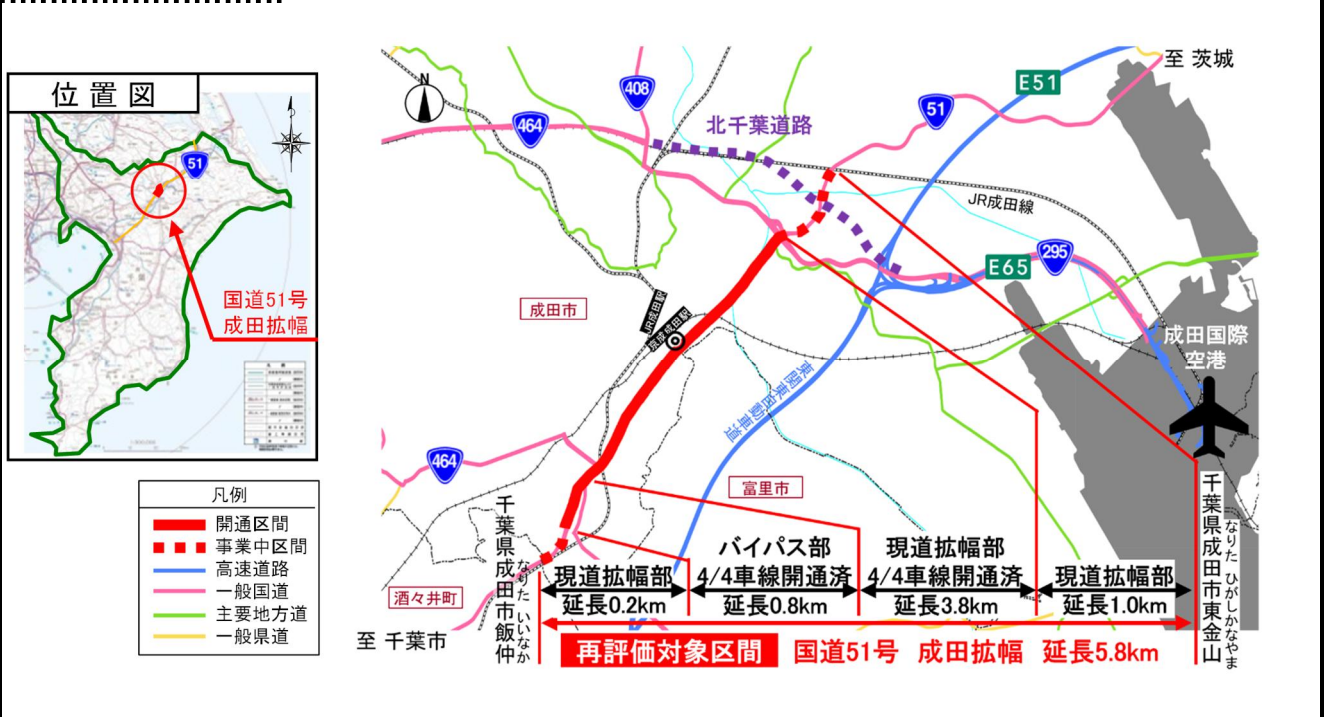 位置図
51
国道51号
成田拡幅
凡例
開通区間
事業中区間
高速道路
一般国道
主要地方道
一般県道
N
464
408
51
E51
至 茨城
北千葉道路
JR成田線
E65
295
成田市
JR成田駅
京成成田駅
成田国際
空港
東関東自動車道
464
富里市
酒々井町
至 千葉市
千葉県成田市飯仲
なりた いいなか
千葉県成田市東金山
なりた ひがしかなやま
現道拡幅部
延長0.2km
バイパス部
4/4車線開通済
延長0.8km
現道拡幅部
4/4車線開通済
延長3.8km
現道拡幅部
延長1.0km
再評価対象区間 国道51号 成田拡幅 延長5.8km